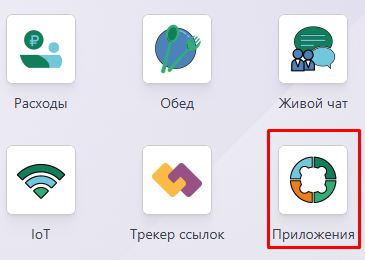 Расходы
Обед
Живой чат
IoT
Трекер ссылок
Приложения